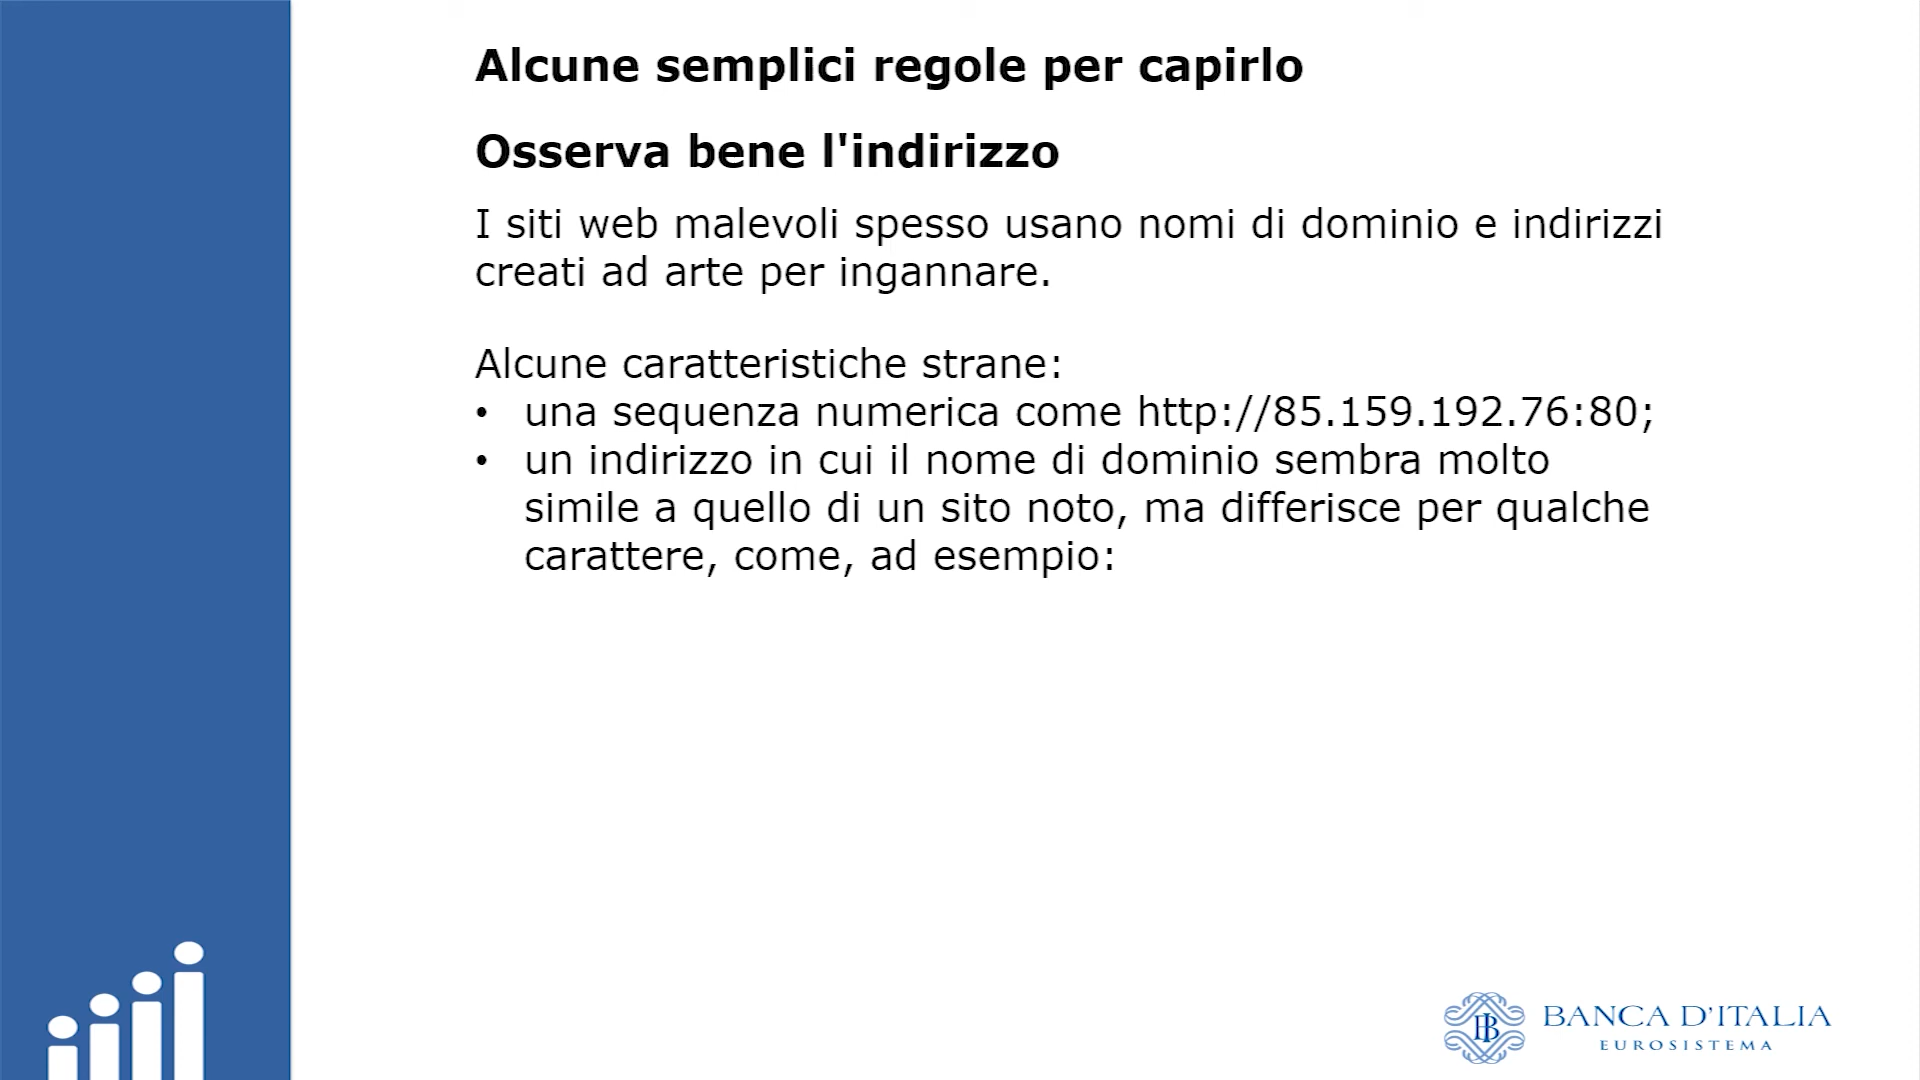 Alcune semplici regole per capirlo
Osserva bene l'indirizzo
I siti web malevoli spesso usano nomi di dominio e indirizzi
creati ad arte per ingannare.
Alcune caratteristiche strane:
• una sequenza numerica come http://85.159.192.76:80;
• un indirizzo in cui il nome di dominio sembra molto
simile a quello di un sito noto, ma differisce per qualche
carattere, come, ad esempio:
BANCA D'ITALIA
EUROSISTEMA